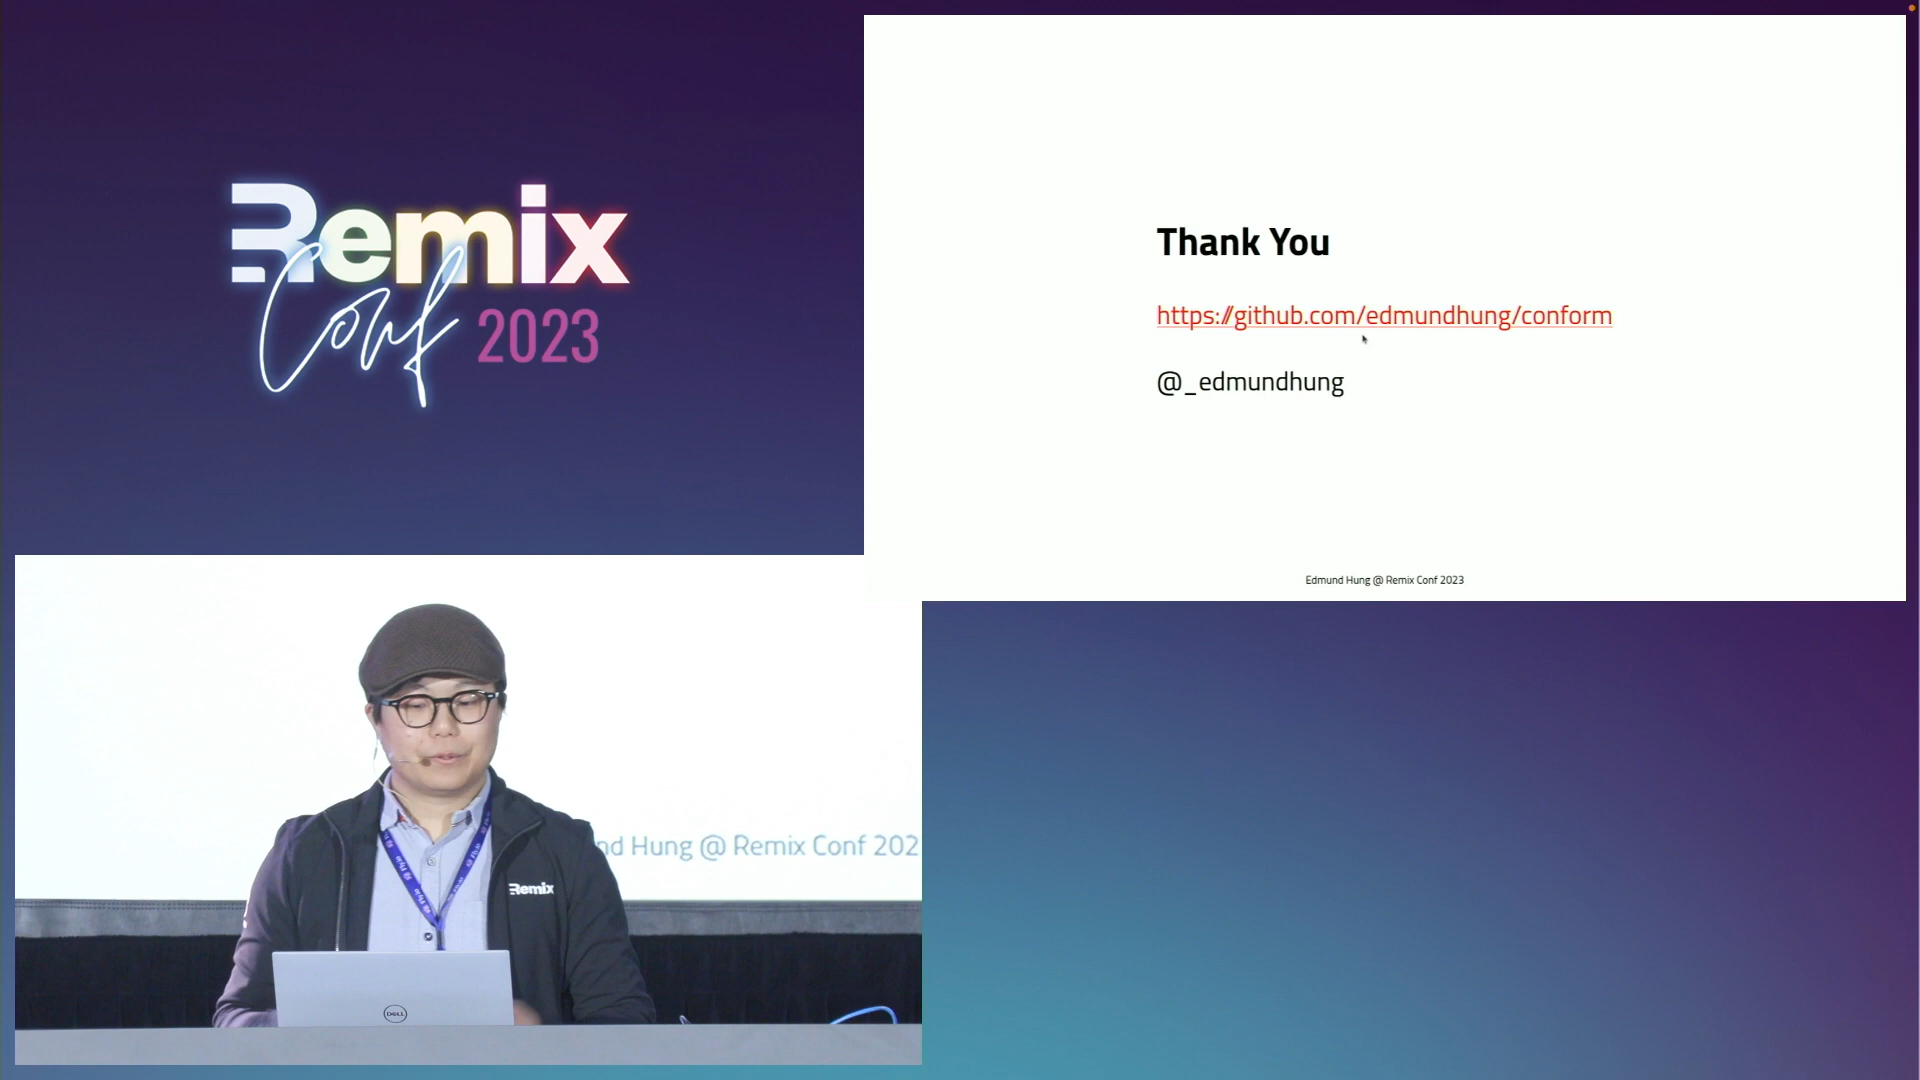 Remix
Conf 2023
Thank You
https://github.com/edmundhung/conform
@_edmundhung
Edmund Hung @ Remix Conf 2023
nd Hung @ Remix Conf 202
Remix
DELL